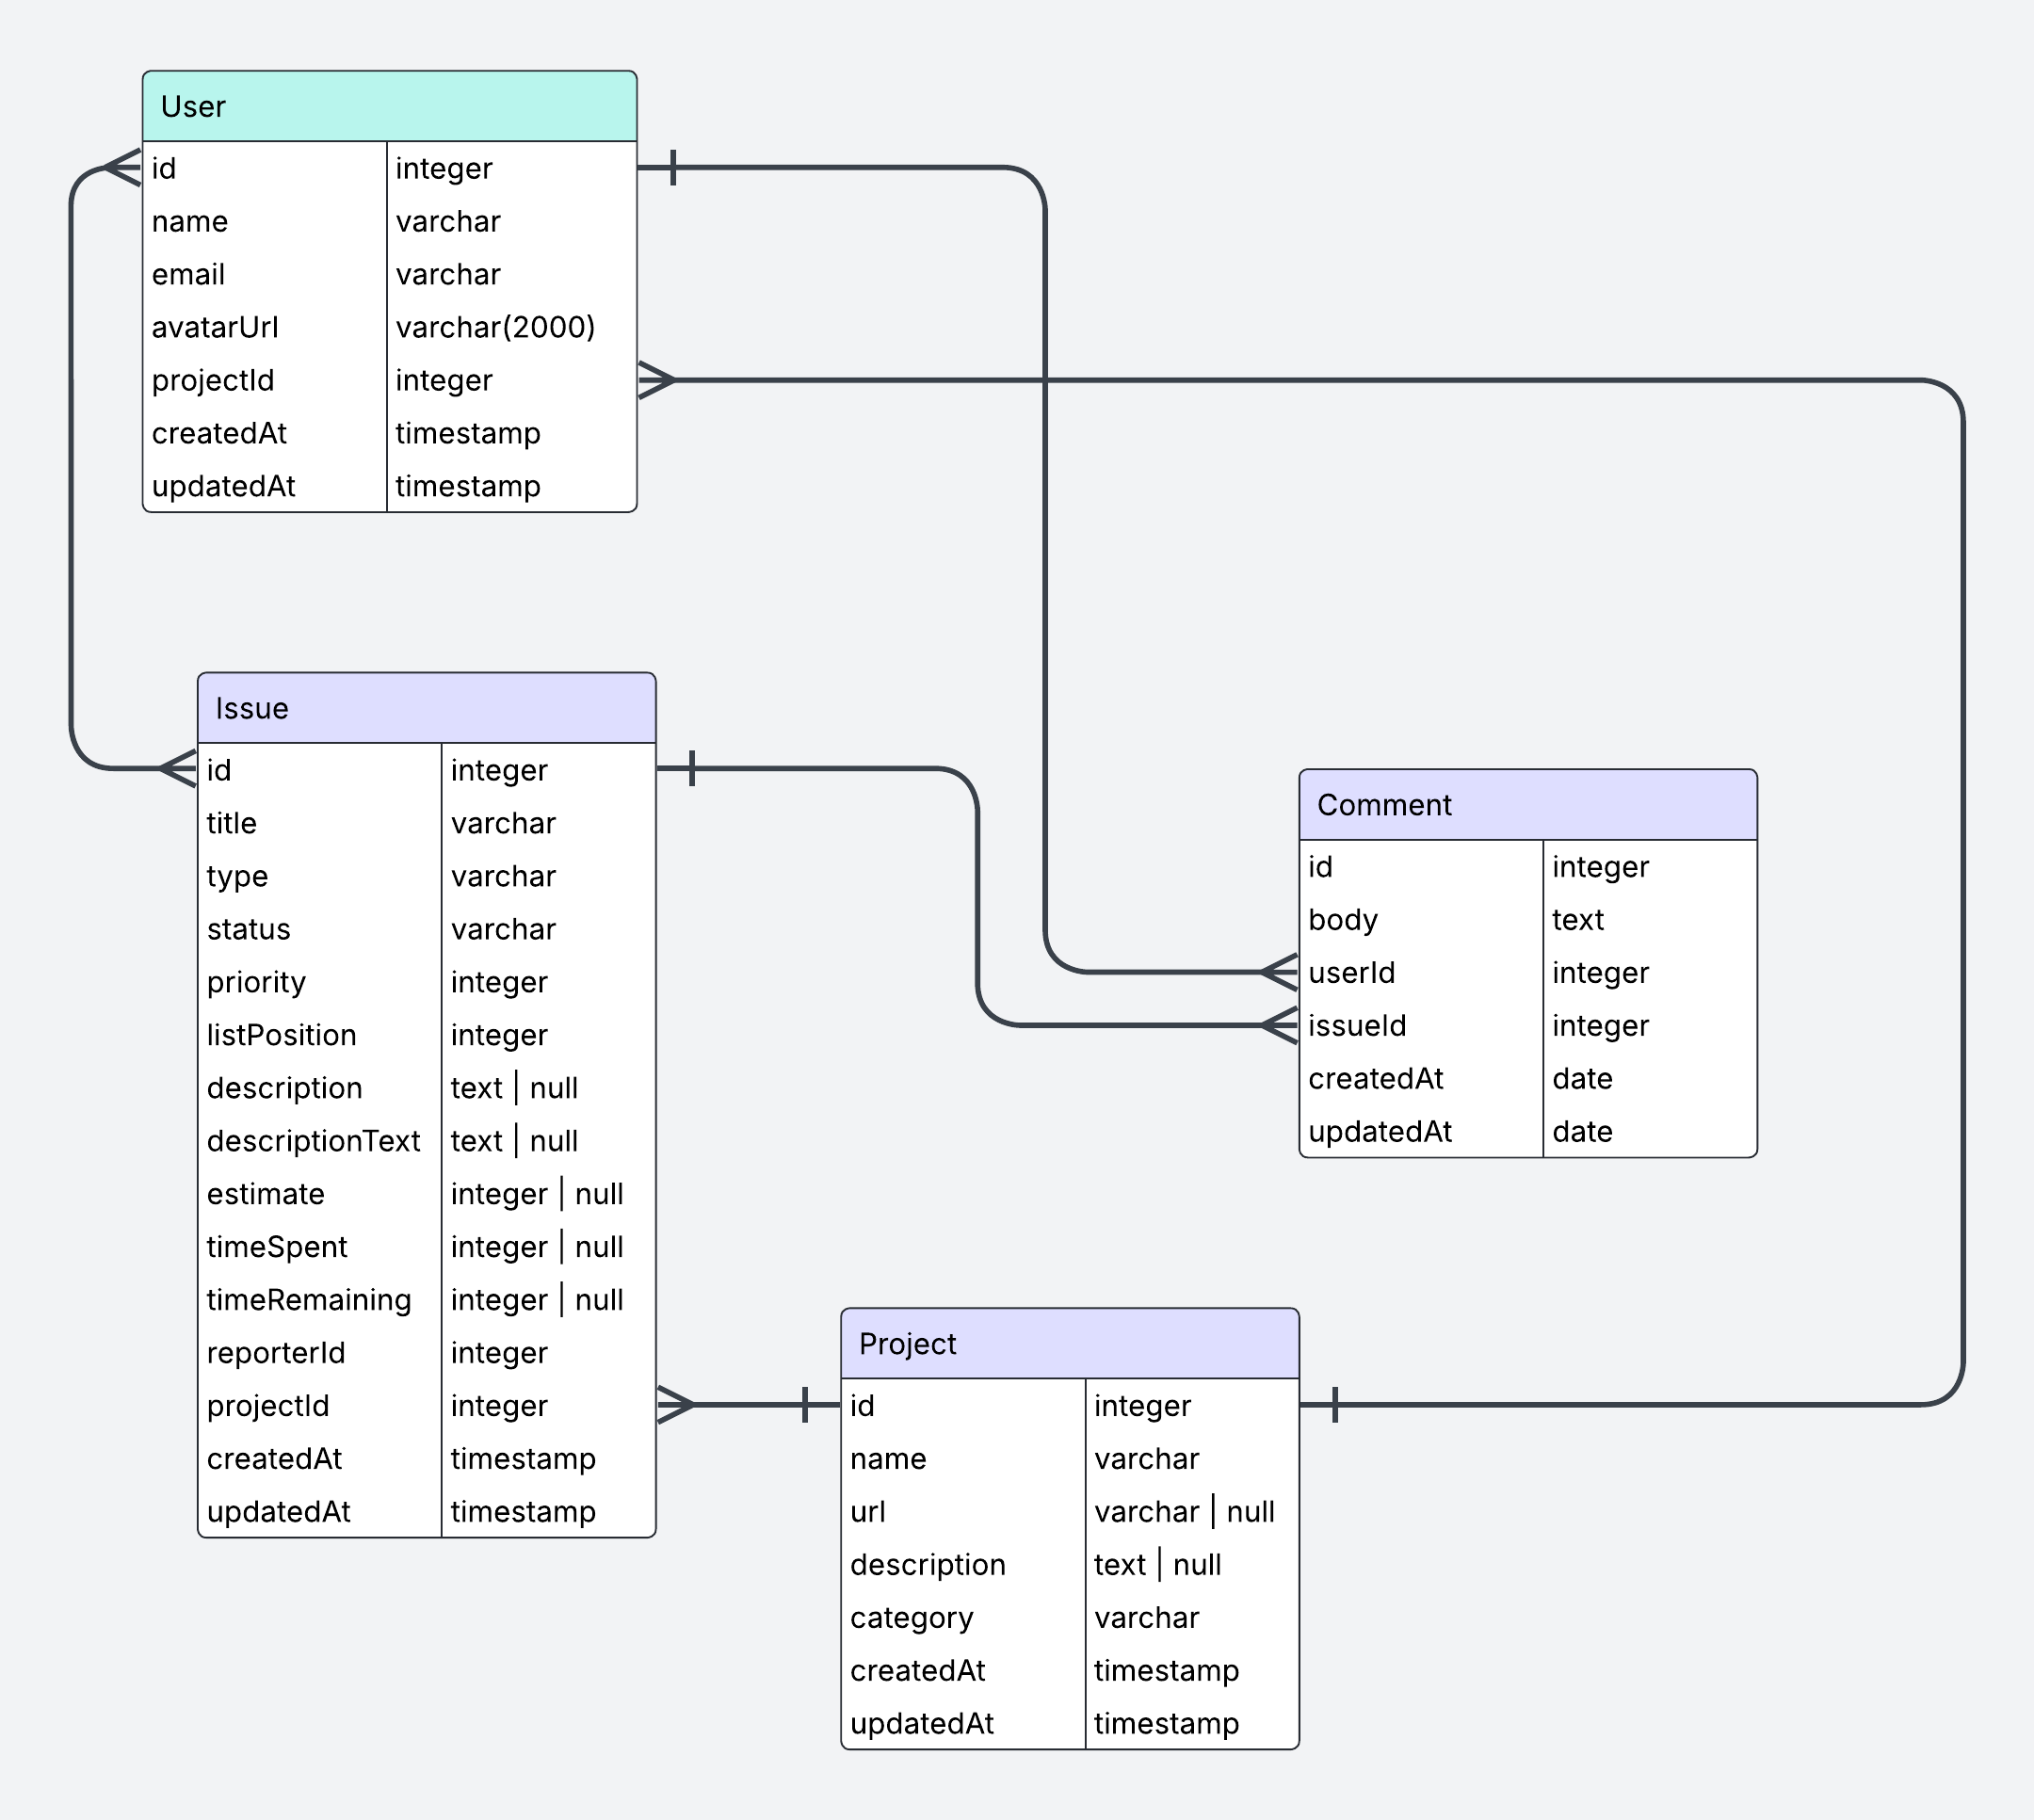 User
id integer
name varchar
email varchar
avatarUrl varchar(2000)
projectId integer
createdAt timestamp
updatedAt timestamp
Issue
id integer
title varchar
type varchar
status varchar
priority integer
listPosition integer
description text | null
descriptionText text | null
estimate integer | null
timeSpent integer | null
timeRemaining integer | null
reporterId integer
projectId integer
createdAt timestamp
updatedAt timestamp
Comment
id integer
body text
userId integer
issueId integer
createdAt date
updatedAt date
Project
id integer
name varchar
url varchar | null
description text | null
category varchar
createdAt timestamp
updatedAt timestamp